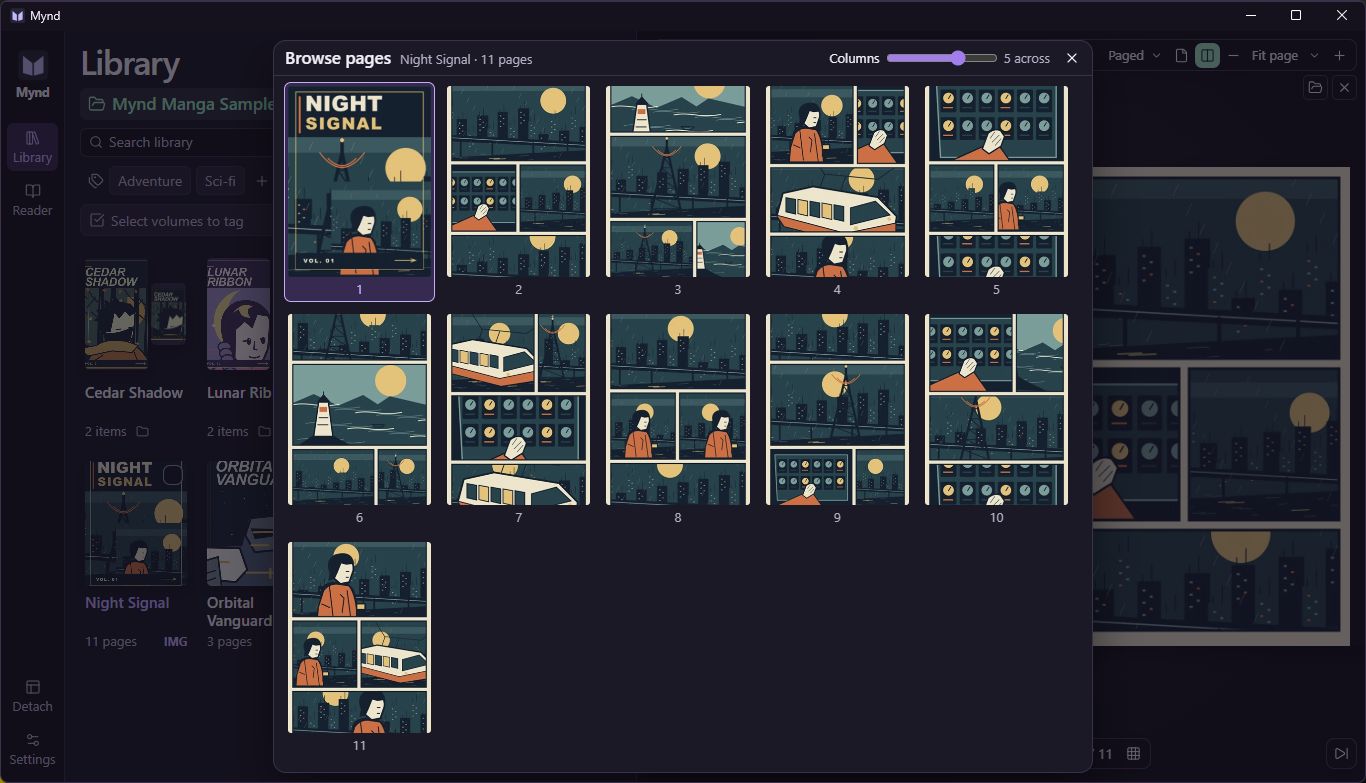 Mynd
Mynd
Library
Reader
Detach
Settings
Library
Mynd Manga Sample
Search library
Adventure
Sci-fi
Select volumes to tag
CEDAR
SHADOW
CEDAR
SHADOW
LUNAR
RIBBON
Cedar Shadow
Lunar Rib
2 items
2 items
NIGHT
SIGNAL
VOL. 01
ORBITA
VANGUA
Night Signal
Orbital
Vanguard
11 pages
IMG
3 pages
Browse pages
Night Signal · 11 pages
Columns
5 across
NIGHT
SIGNAL
VOL. 01
1
2
3
4
5
6
7
8
9
10
11
Paged
Fit page
11